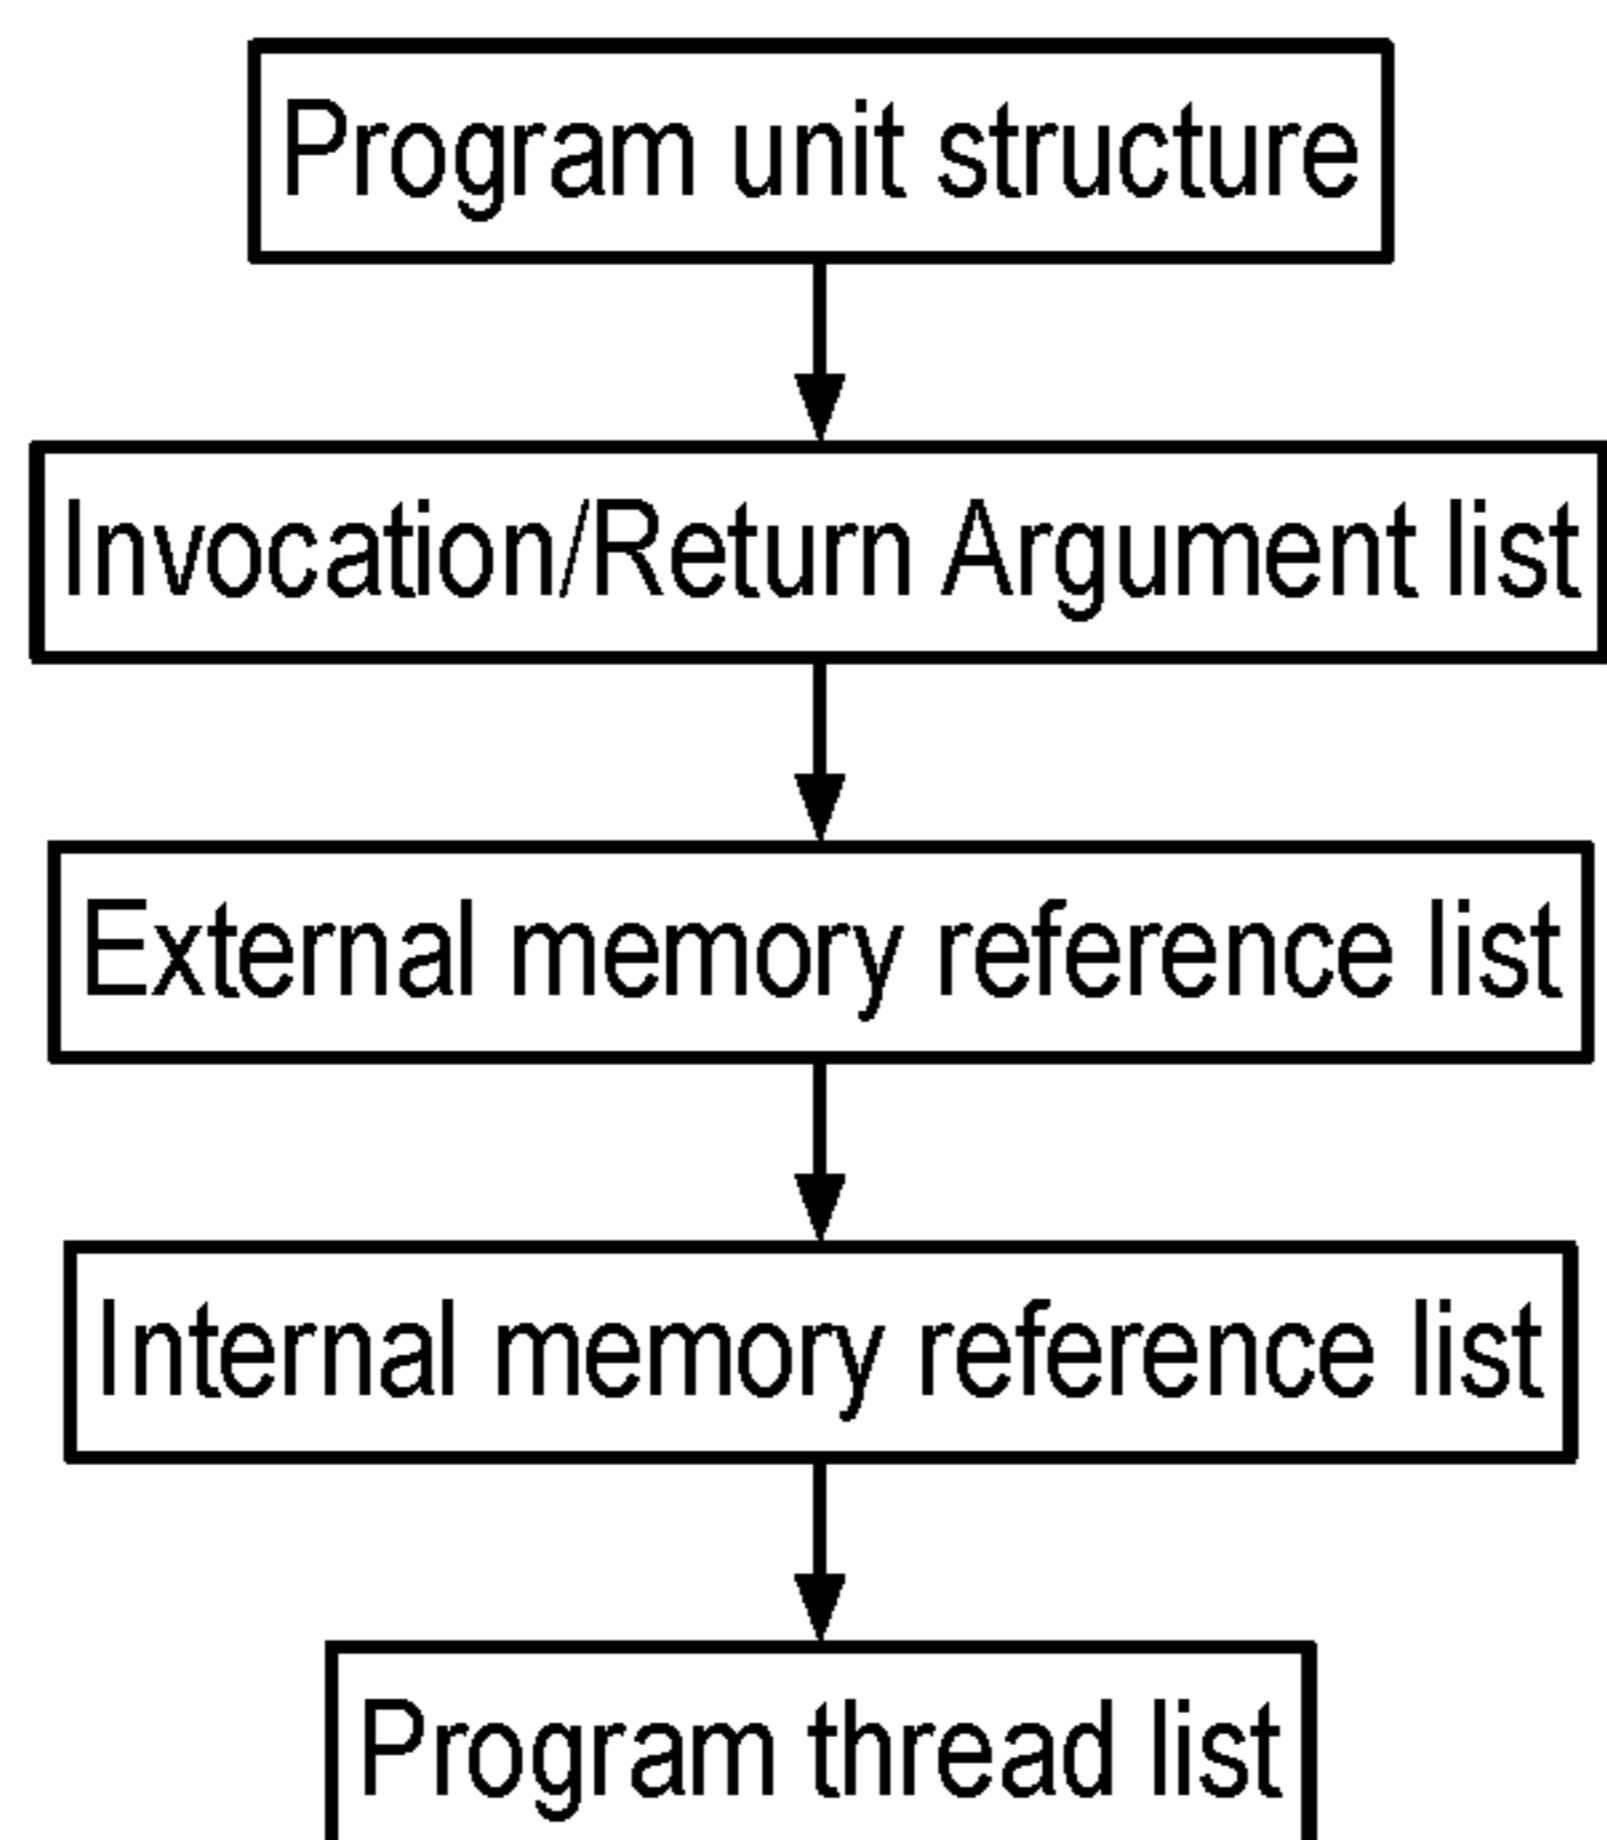 Program unit structure
Invocation/Return Argument list
External memory reference list
Internal memory reference list
Program thread list